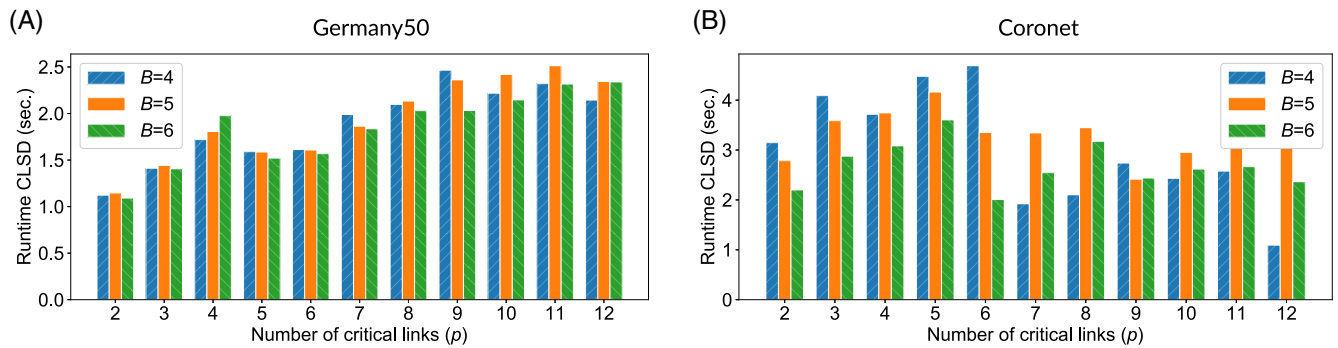 (A)
Germany50
Runtime CLSD (sec.)
2.5
2.0
1.5
1.0
0.5
0.0
B=4
B=5
B=6
2 3 4 5 6 7 8 9 10 11 12
Number of critical links (p)
(B)
Coronet
Runtime CLSD (sec.)
4
3
2
1
0
B=4
B=5
B=6
2 3 4 5 6 7 8 9 10 11 12
Number of critical links (p)